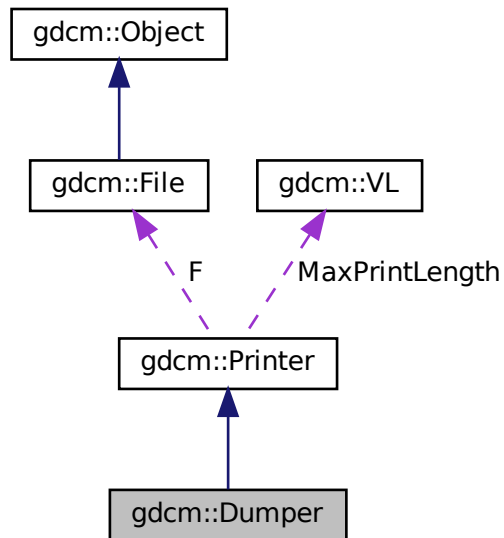 gdcm::Object
gdcm::File
gdcm::VL
F
MaxPrintLength
gdcm::Printer
gdcm::Dumper